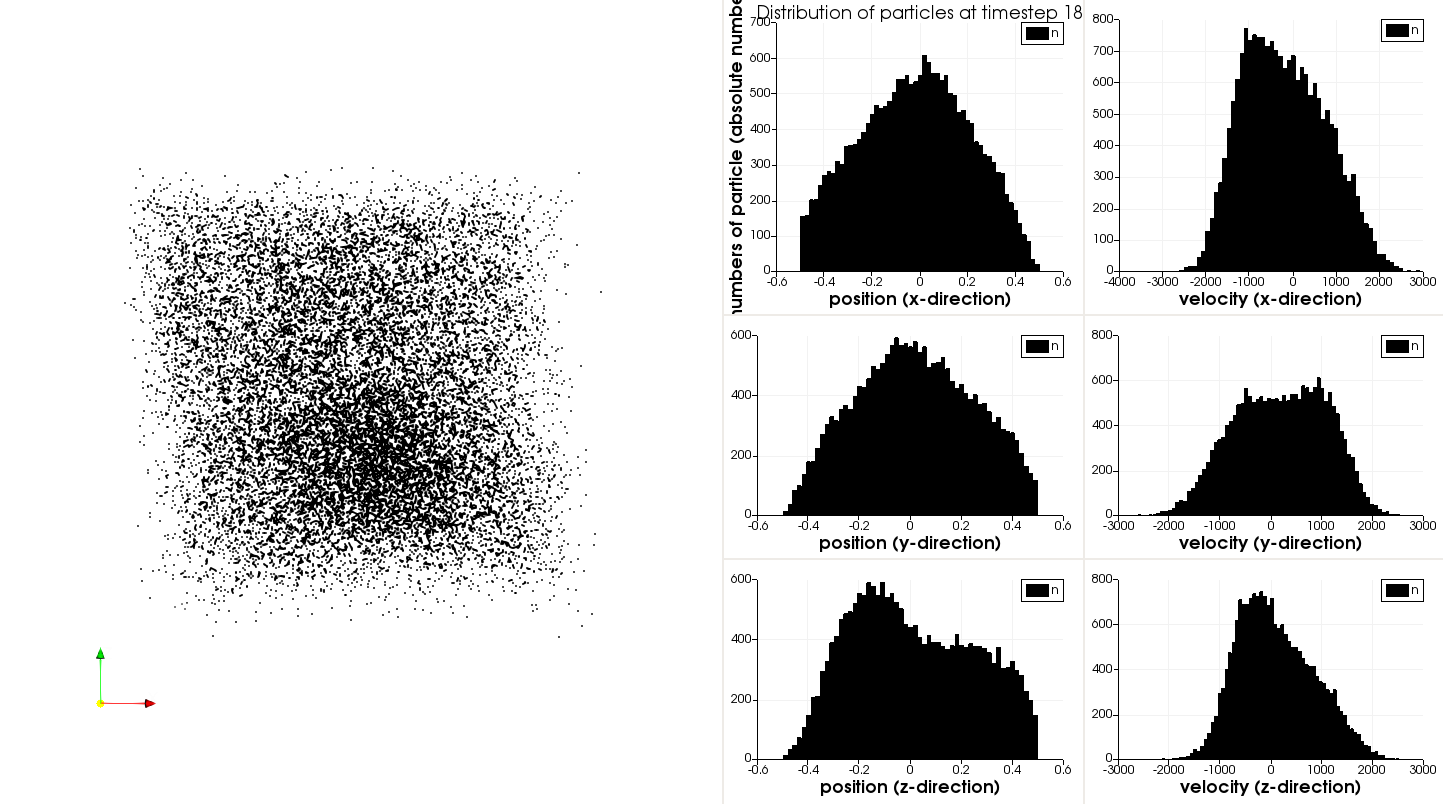 Distribution of particles at timestep 18
numbers of particle (absolute numbe
700
600
500
400
300
200
100
0
-0.6 -0.4 -0.2 0 0.2 0.4 0.6
position (x-direction)
n
800
700
600
500
400
300
200
100
0
-4000 -3000 -2000 -1000 0 1000 2000 3000
velocity (x-direction)
n
600
400
200
0
-0.6 -0.4 -0.2 0 0.2 0.4 0.6
position (y-direction)
n
800
600
400
200
0
-3000 -2000 -1000 0 1000 2000 3000
velocity (y-direction)
n
600
400
200
0
-0.6 -0.4 -0.2 0 0.2 0.4 0.6
position (z-direction)
n
800
600
400
200
0
-3000 -2000 -1000 0 1000 2000 3000
velocity (z-direction)
n